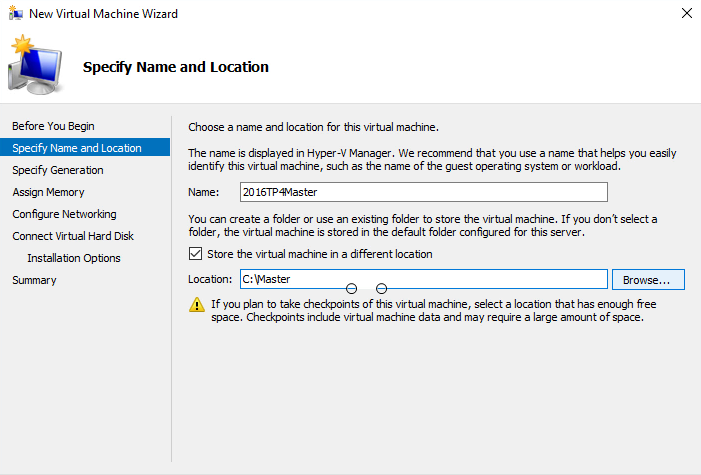 New Virtual Machine Wizard
Specify Name and Location
Before You Begin
Specify Name and Location
Specify Generation
Assign Memory
Configure Networking
Connect Virtual Hard Disk
Installation Options
Summary
Choose a name and location for this virtual machine.
The name is displayed in Hyper-V Manager. We recommend that you use a name that helps you easily
identify this virtual machine, such as the name of the guest operating system or workload.
Name: 2016TP4Master
You can create a folder or use an existing folder to store the virtual machine. If you don't select a
folder, the virtual machine is stored in the default folder configured for this server.
Store the virtual machine in a different location
Location: C:\Master Browse...
If you plan to take checkpoints of this virtual machine, select a location that has enough free
space. Checkpoints include virtual machine data and may require a large amount of space.